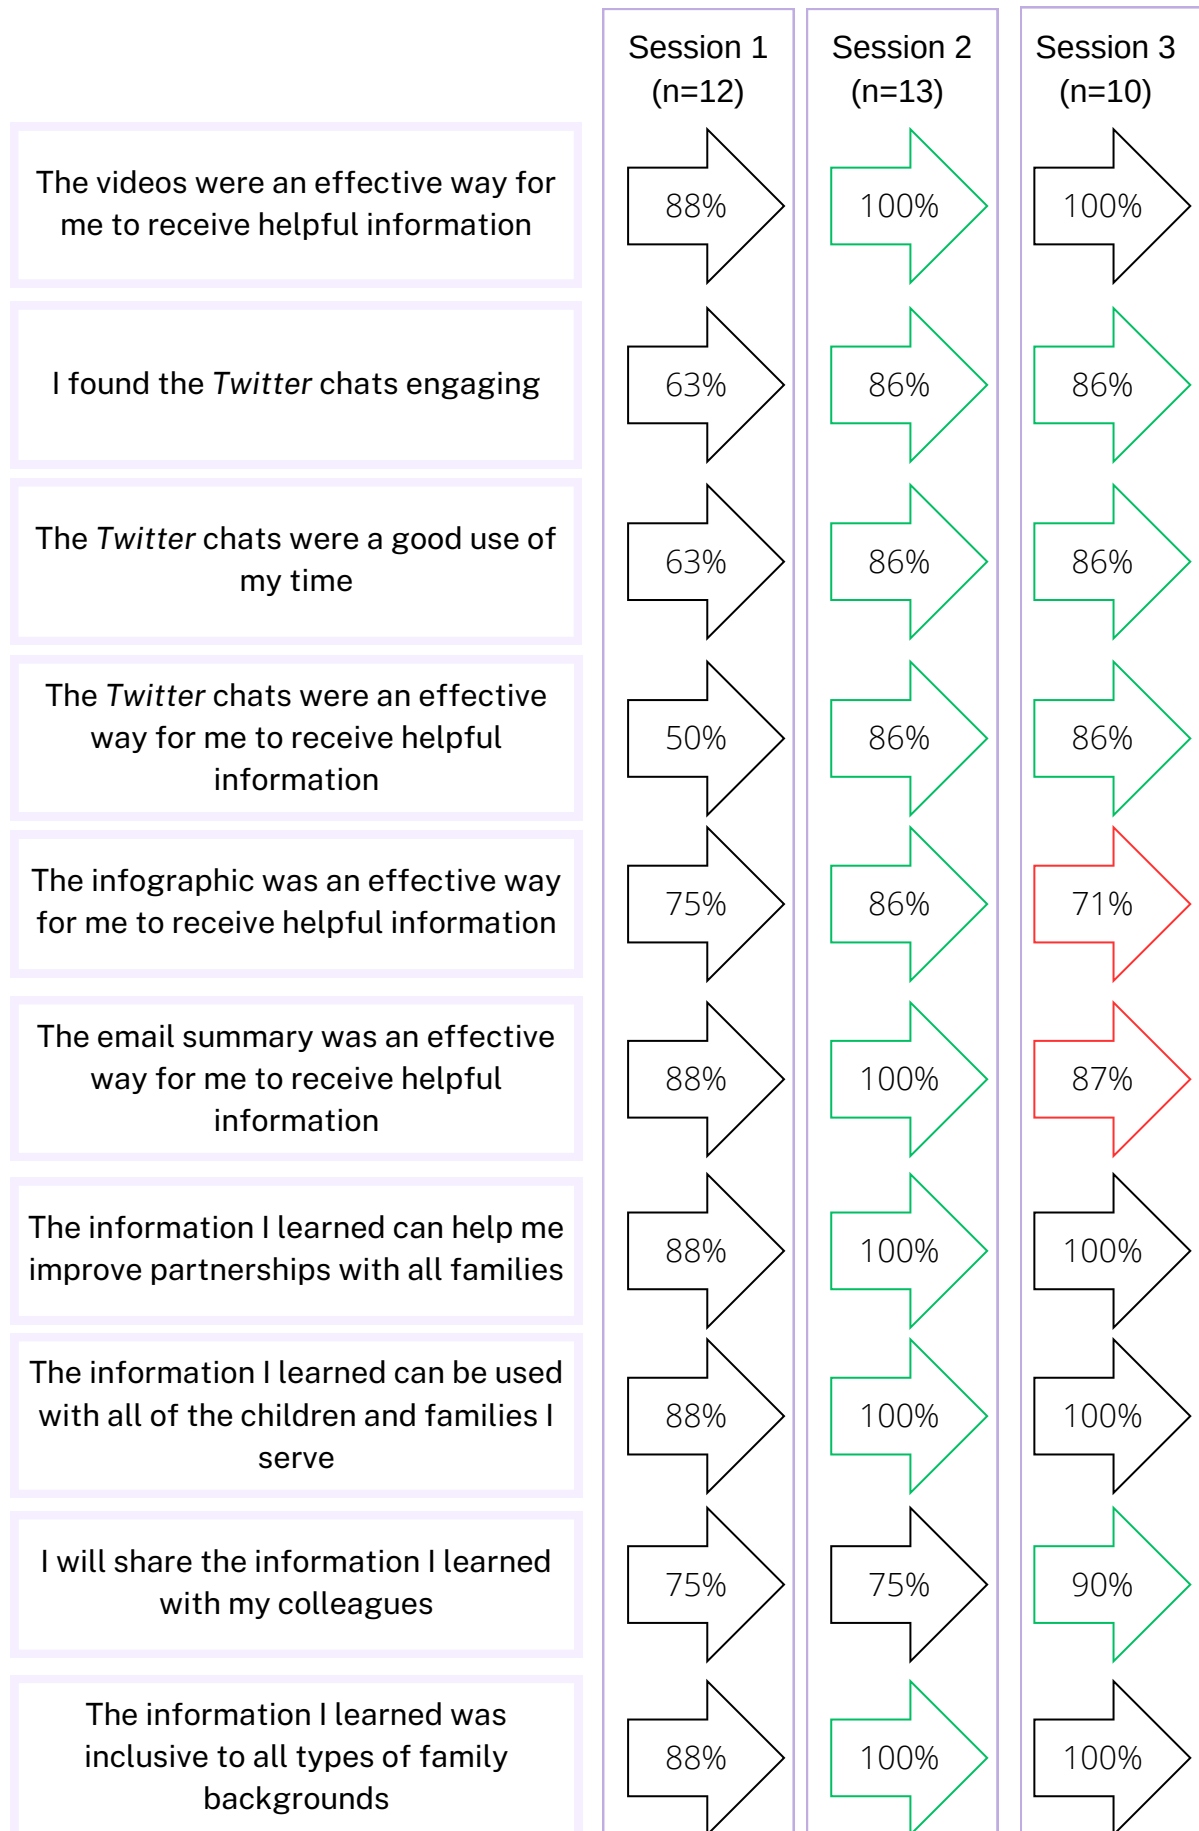 Session 1
(n=12)
Session 2
(n=13)
Session 3
(n=10)
The videos were an effective way for
me to receive helpful information
88%
100%
100%
I found the Twitter chats engaging
63%
86%
86%
The Twitter chats were a good use of
my time
63%
86%
86%
The Twitter chats were an effective
way for me to receive helpful
information
50%
86%
86%
The infographic was an effective way
for me to receive helpful information
75%
86%
71%
The email summary was an effective
way for me to receive helpful
information
88%
100%
87%
The information I learned can help me
improve partnerships with all families
88%
100%
100%
The information I learned can be used
with all of the children and families I
serve
88%
100%
100%
I will share the information I learned
with my colleagues
75%
75%
90%
The information I learned was
inclusive to all types of family
backgrounds
88%
100%
100%